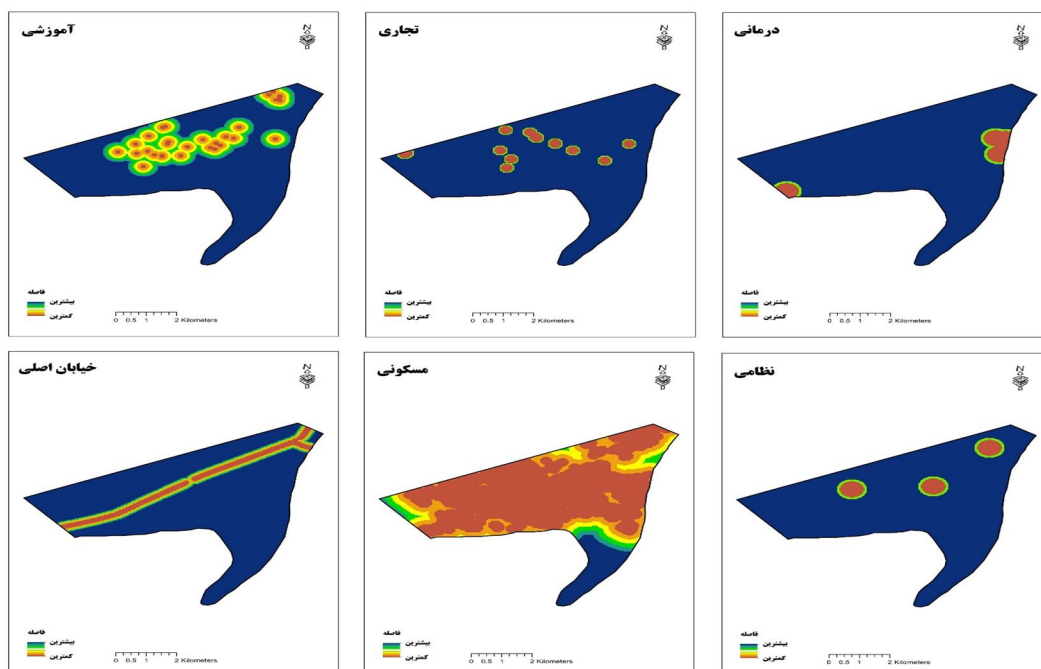 آموزشی
N
فاصله
بیشترین
کمترین
0 0.5 1 2 Kilometers
تجاری
N
فاصله
بیشترین
کمترین
0 0.5 1 2 Kilometers
درمانی
N
فاصله
بیشترین
کمترین
0 0.5 1 2 Kilometers
خیابان اصلی
N
فاصله
بیشترین
کمترین
0 0.5 1 2 Kilometers
مسکونی
N
فاصله
بیشترین
کمترین
0 0.5 1 2 Kilometers
نظامی
N
فاصله
بیشترین
کمترین
0 0.5 1 2 Kilometers